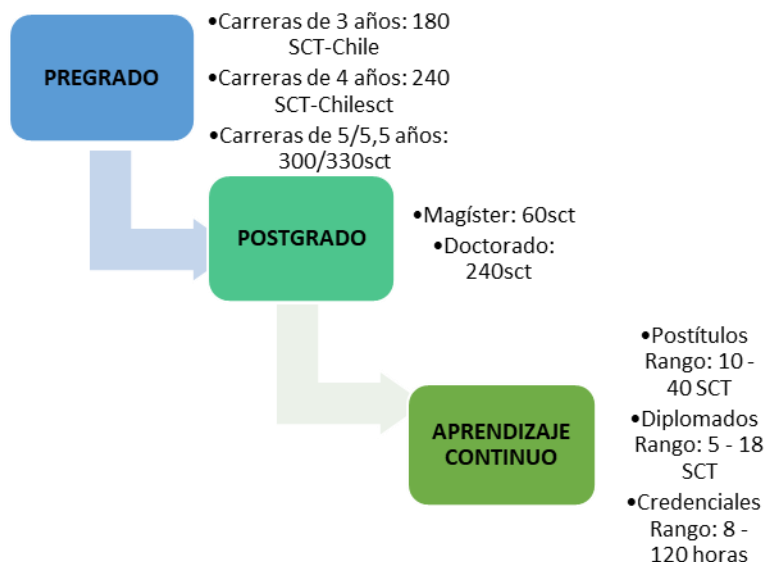 PREGRADO
•Carreras de 3 años: 180
SCT-Chile
•Carreras de 4 años: 240
SCT-Chilesct
•Carreras de 5/5,5 años:
300/330sct
POSTGRADO
•Magíster: 60sct
•Doctorado:
240sct
APRENDIZAJE
CONTINUO
•Postítulos
Rango: 10 -
40 SCT
•Diplomados
Rango: 5 - 18
SCT
•Credenciales
Rango: 8 -
120 horas